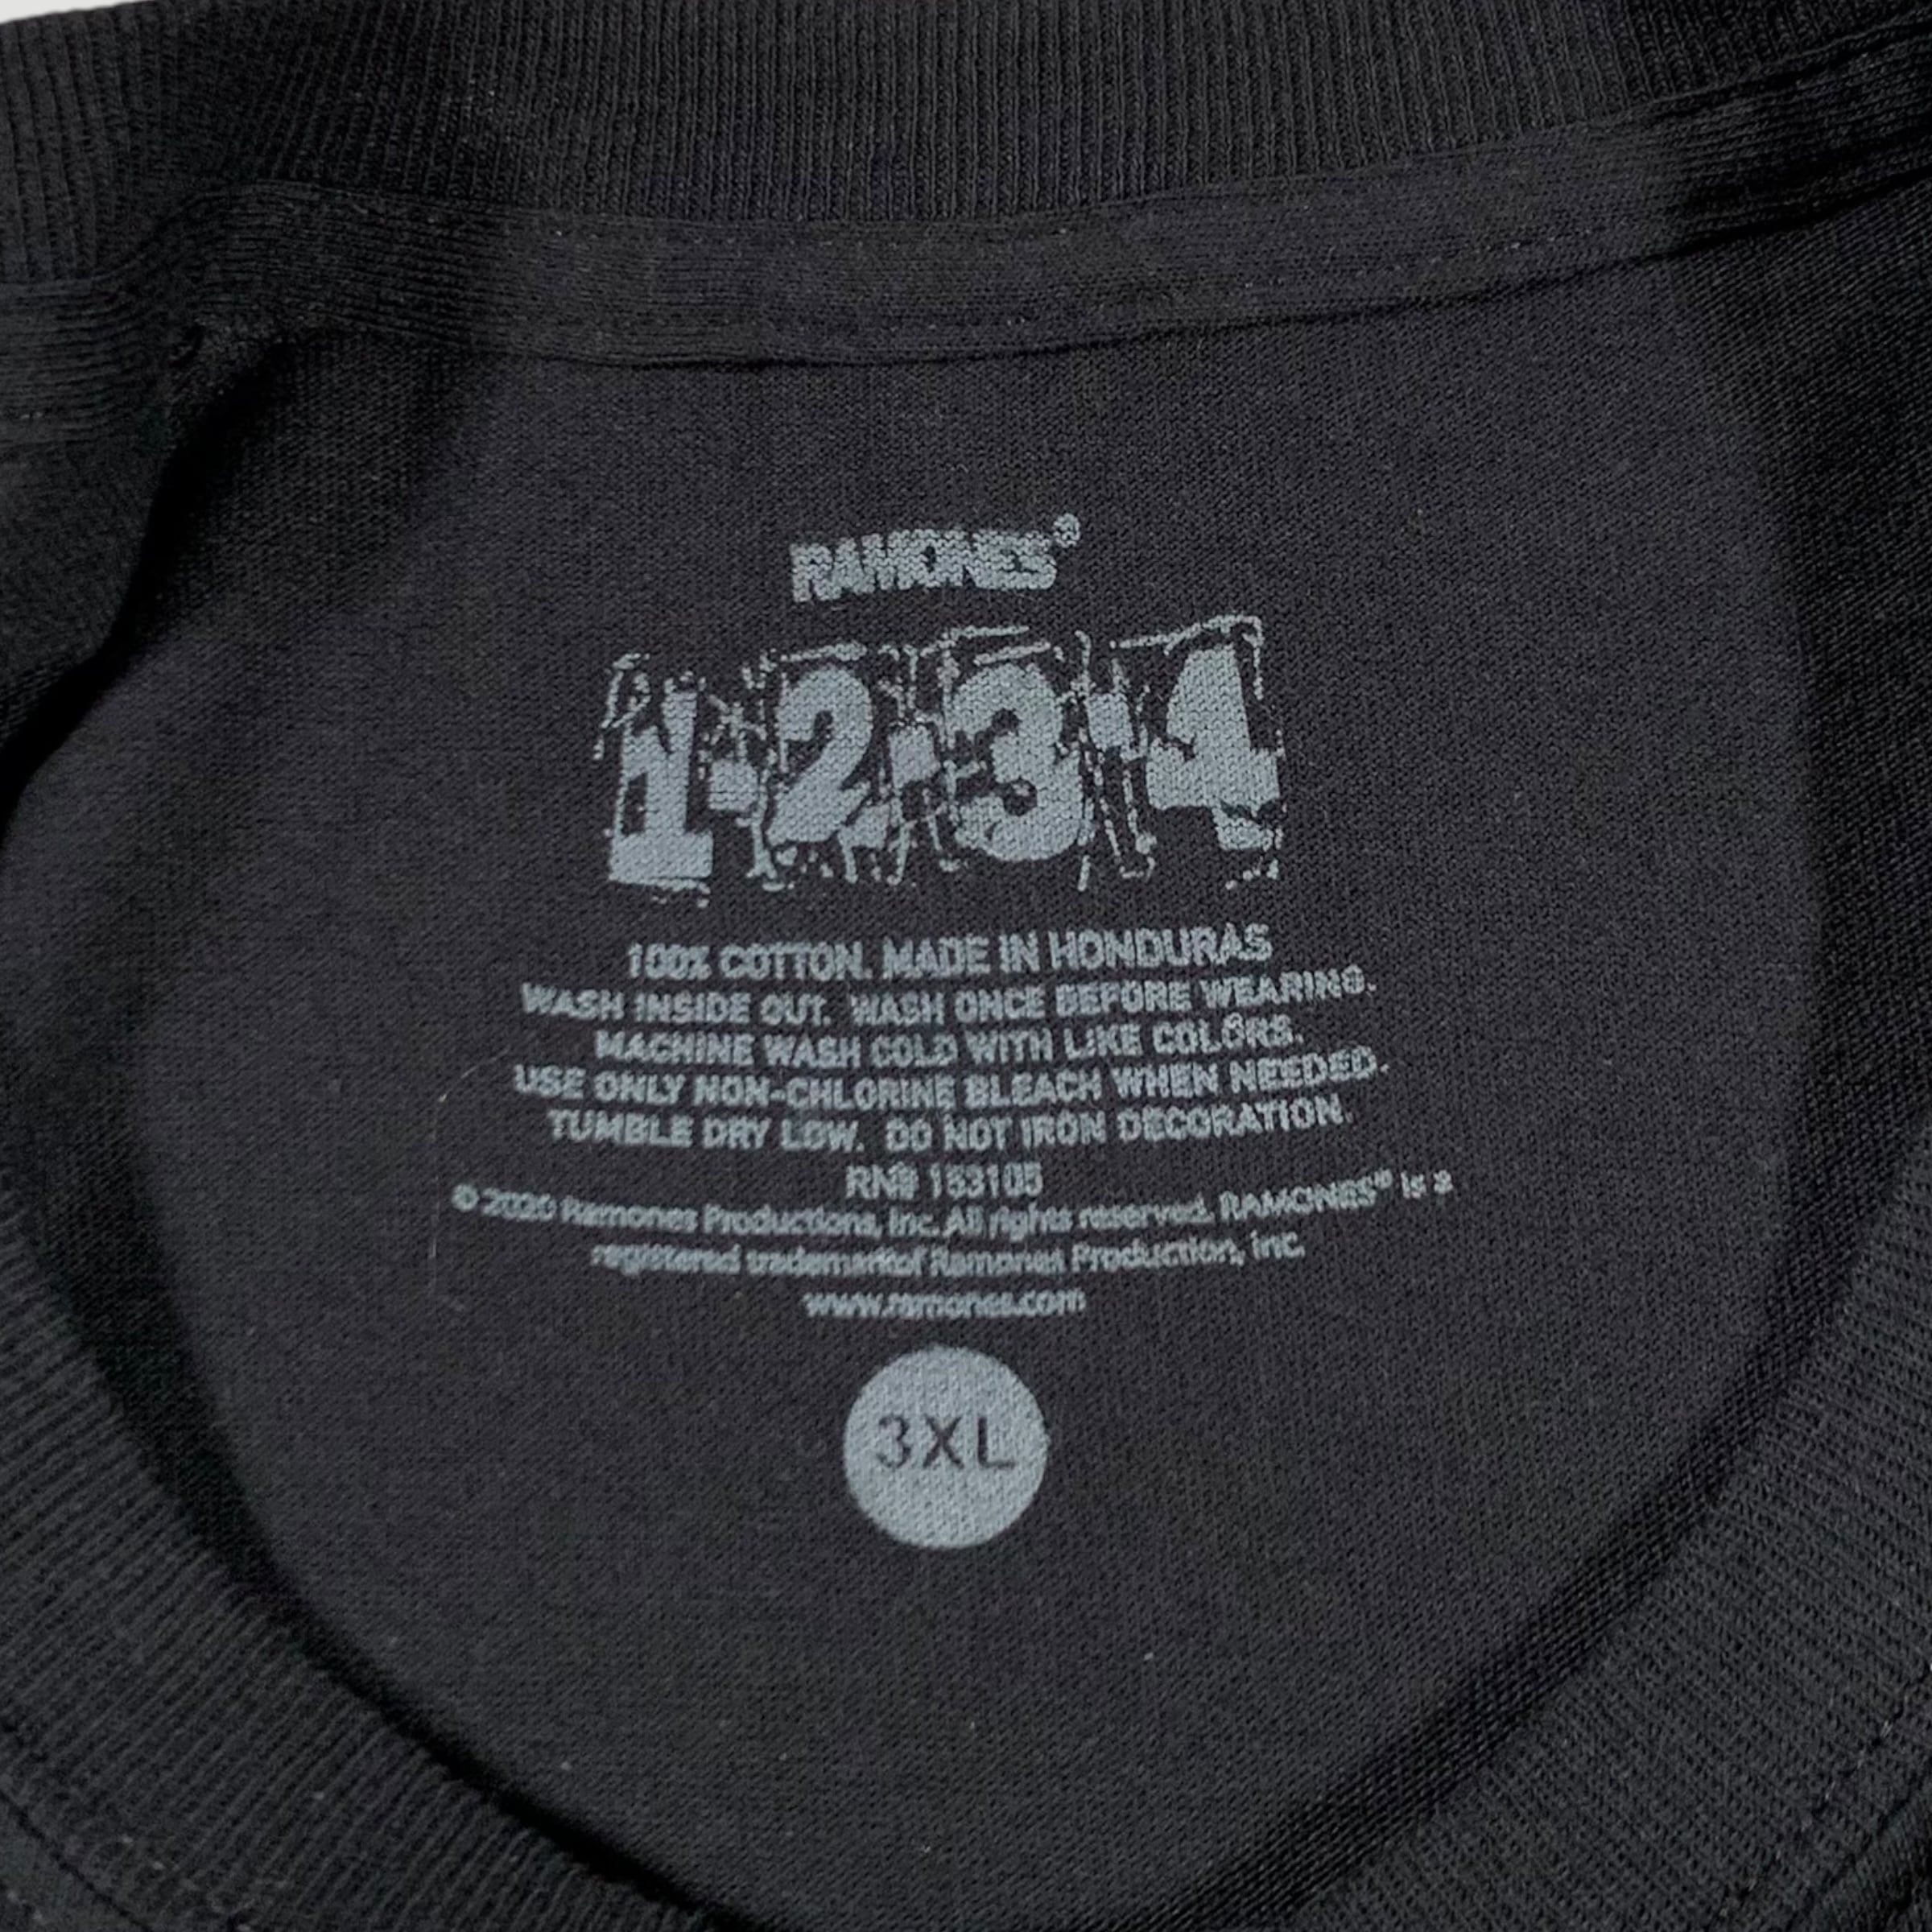 RAMONES®
1·2·3·4
100% COTTON. MADE IN HONDURAS
WASH INSIDE OUT. WASH ONCE BEFORE WEARING.
MACHINE WASH COLD WITH LIKE COLORS.
USE ONLY NON-CHLORINE BLEACH WHEN NEEDED.
TUMBLE DRY LOW. DO NOT IRON DECORATION.
RN# 153105
© 2020 Ramones Productions, Inc. All rights reserved. RAMONES® is a
registered trademarkof Ramones Production, Inc.
www.ramones.com
3XL